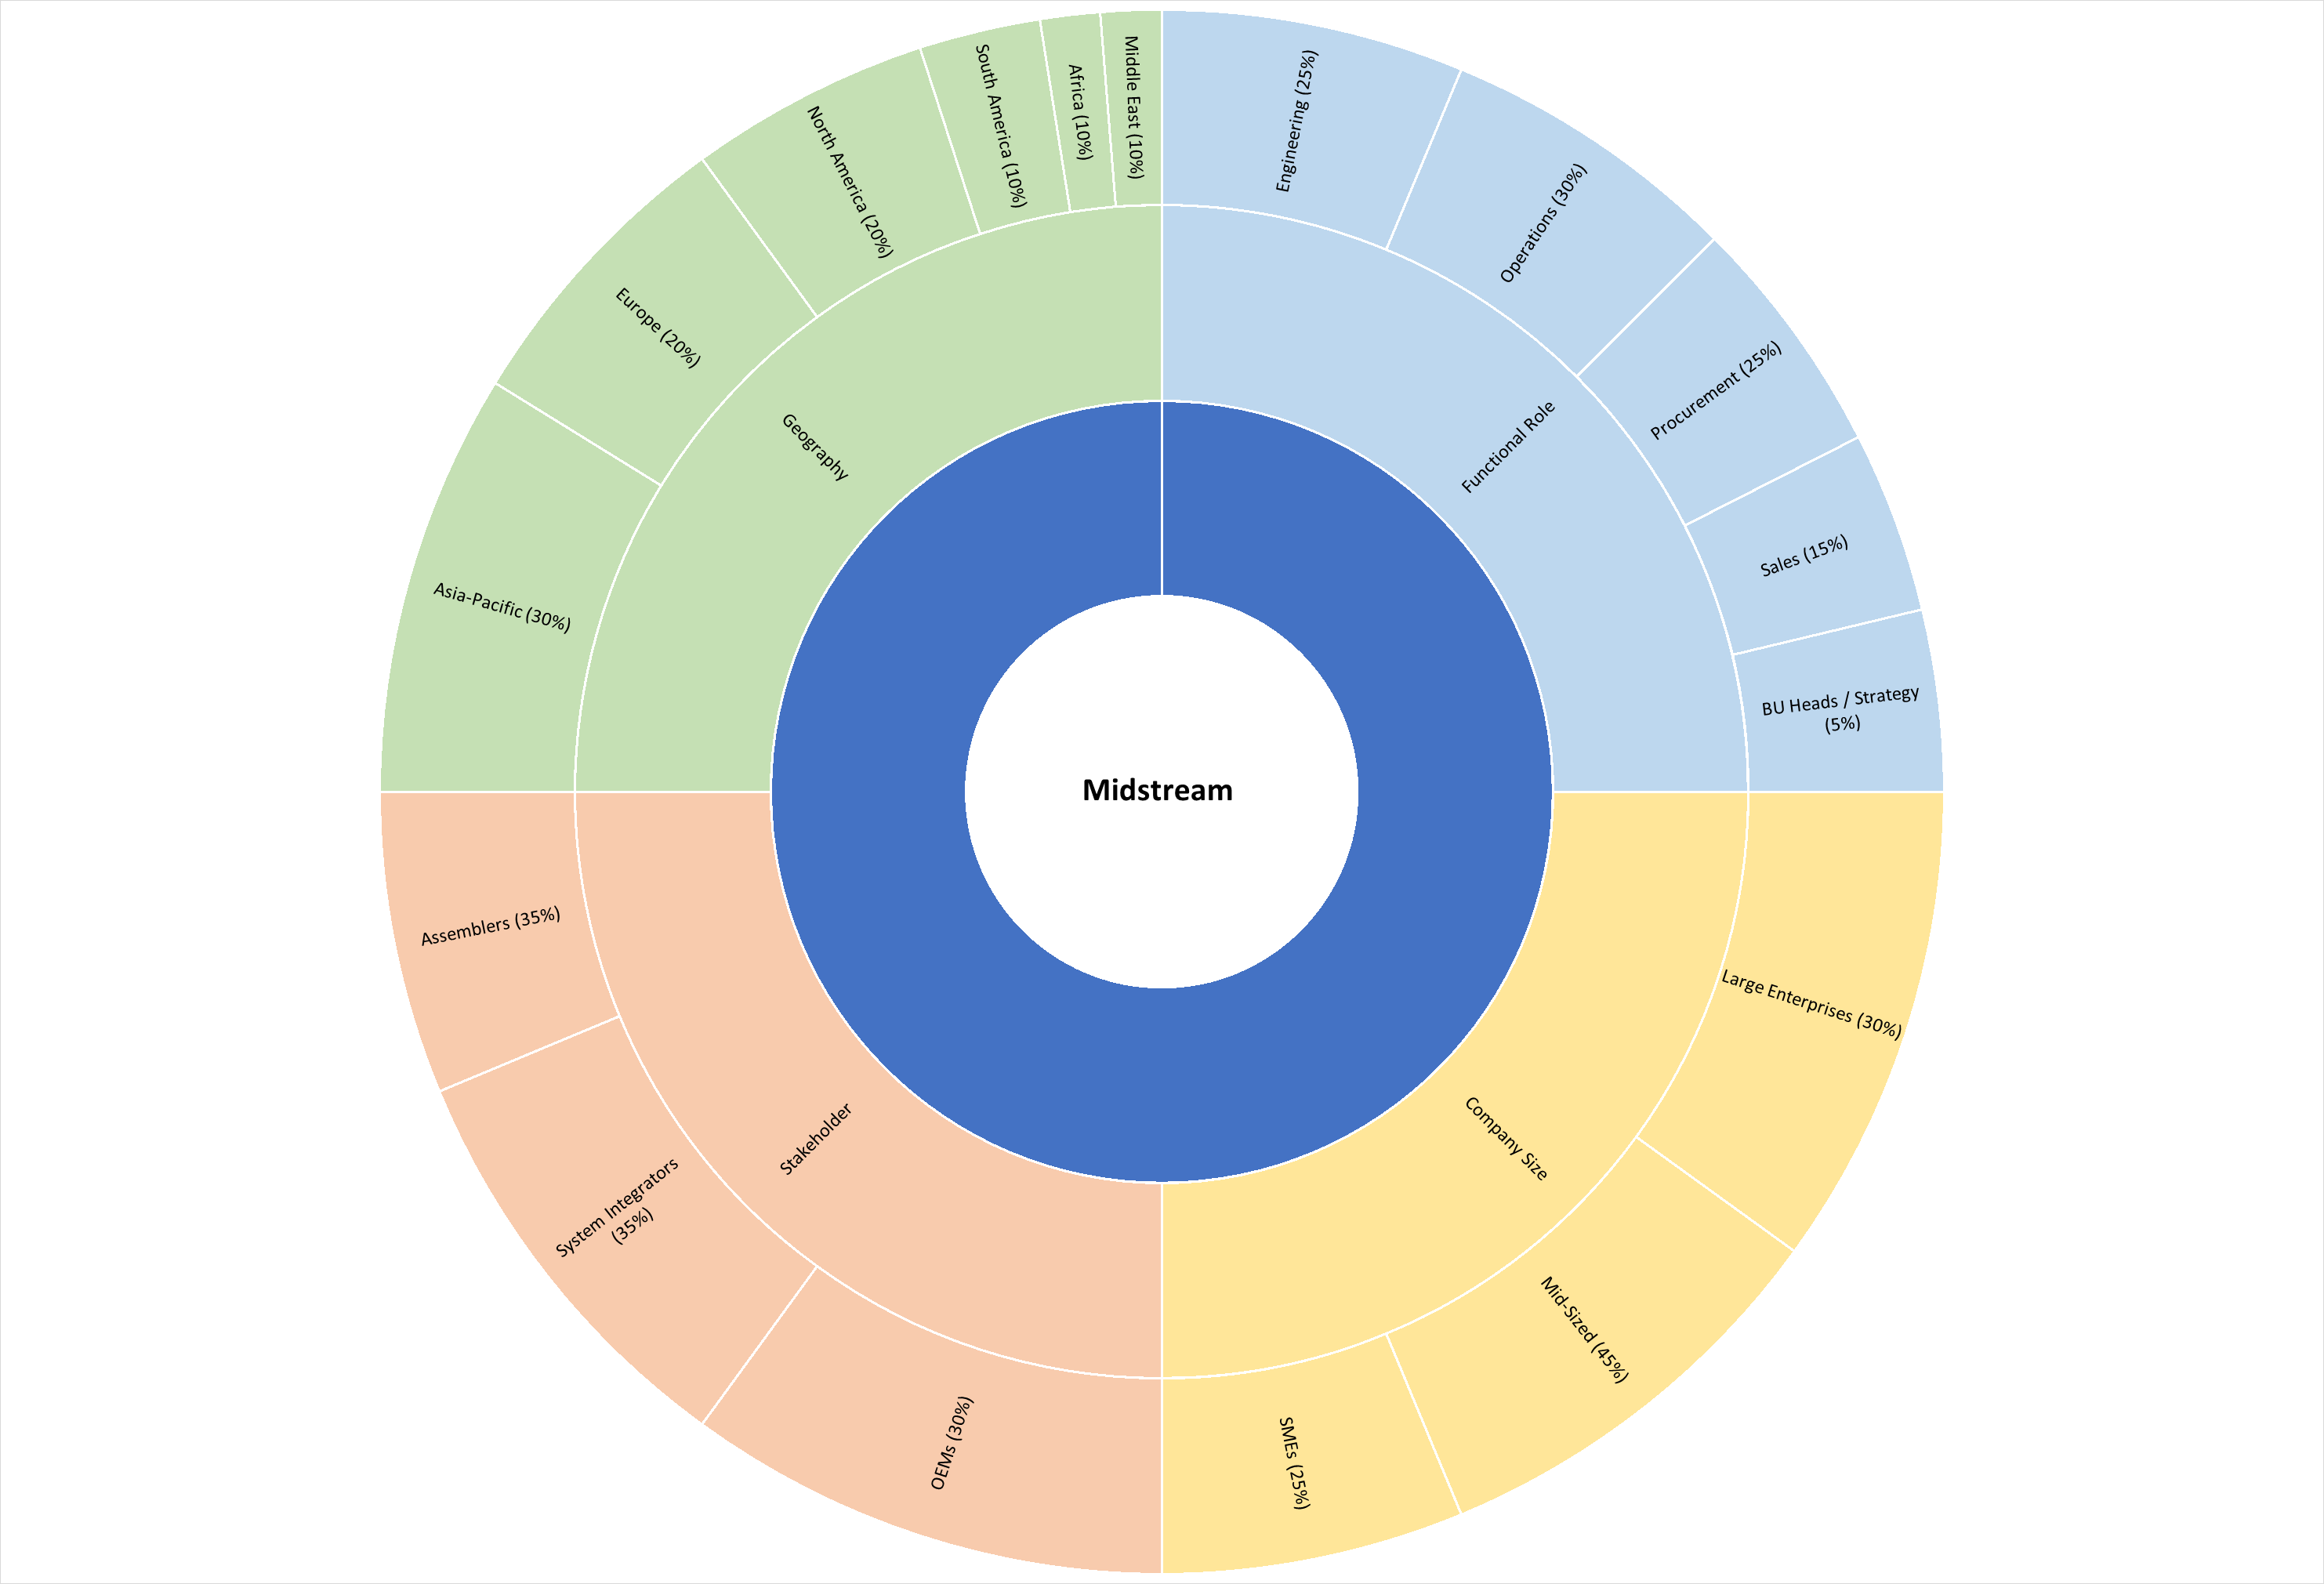 Midstream
Functional Role
Engineering (25%)
Operations (30%)
Procurement (25%)
Sales (15%)
BU Heads / Strategy
(5%)
Company Size
Large Enterprises (30%)
Mid-Sized (45%)
SMEs (25%)
Stakeholder
OEMs (30%)
System Integrators
(35%)
Assemblers (35%)
Geography
Asia-Pacific (30%)
Europe (20%)
North America (20%)
South America (10%)
Africa (10%)
Middle East (10%)